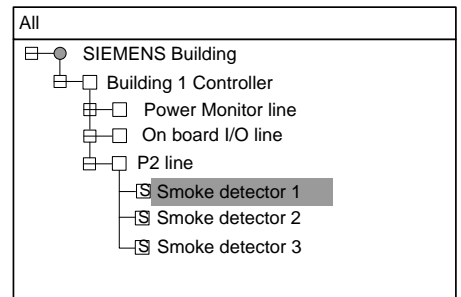 All
SIEMENS Building
Building 1 Controller
Power Monitor line
On board I/O line
P2 line
S Smoke detector 1
S Smoke detector 2
S Smoke detector 3